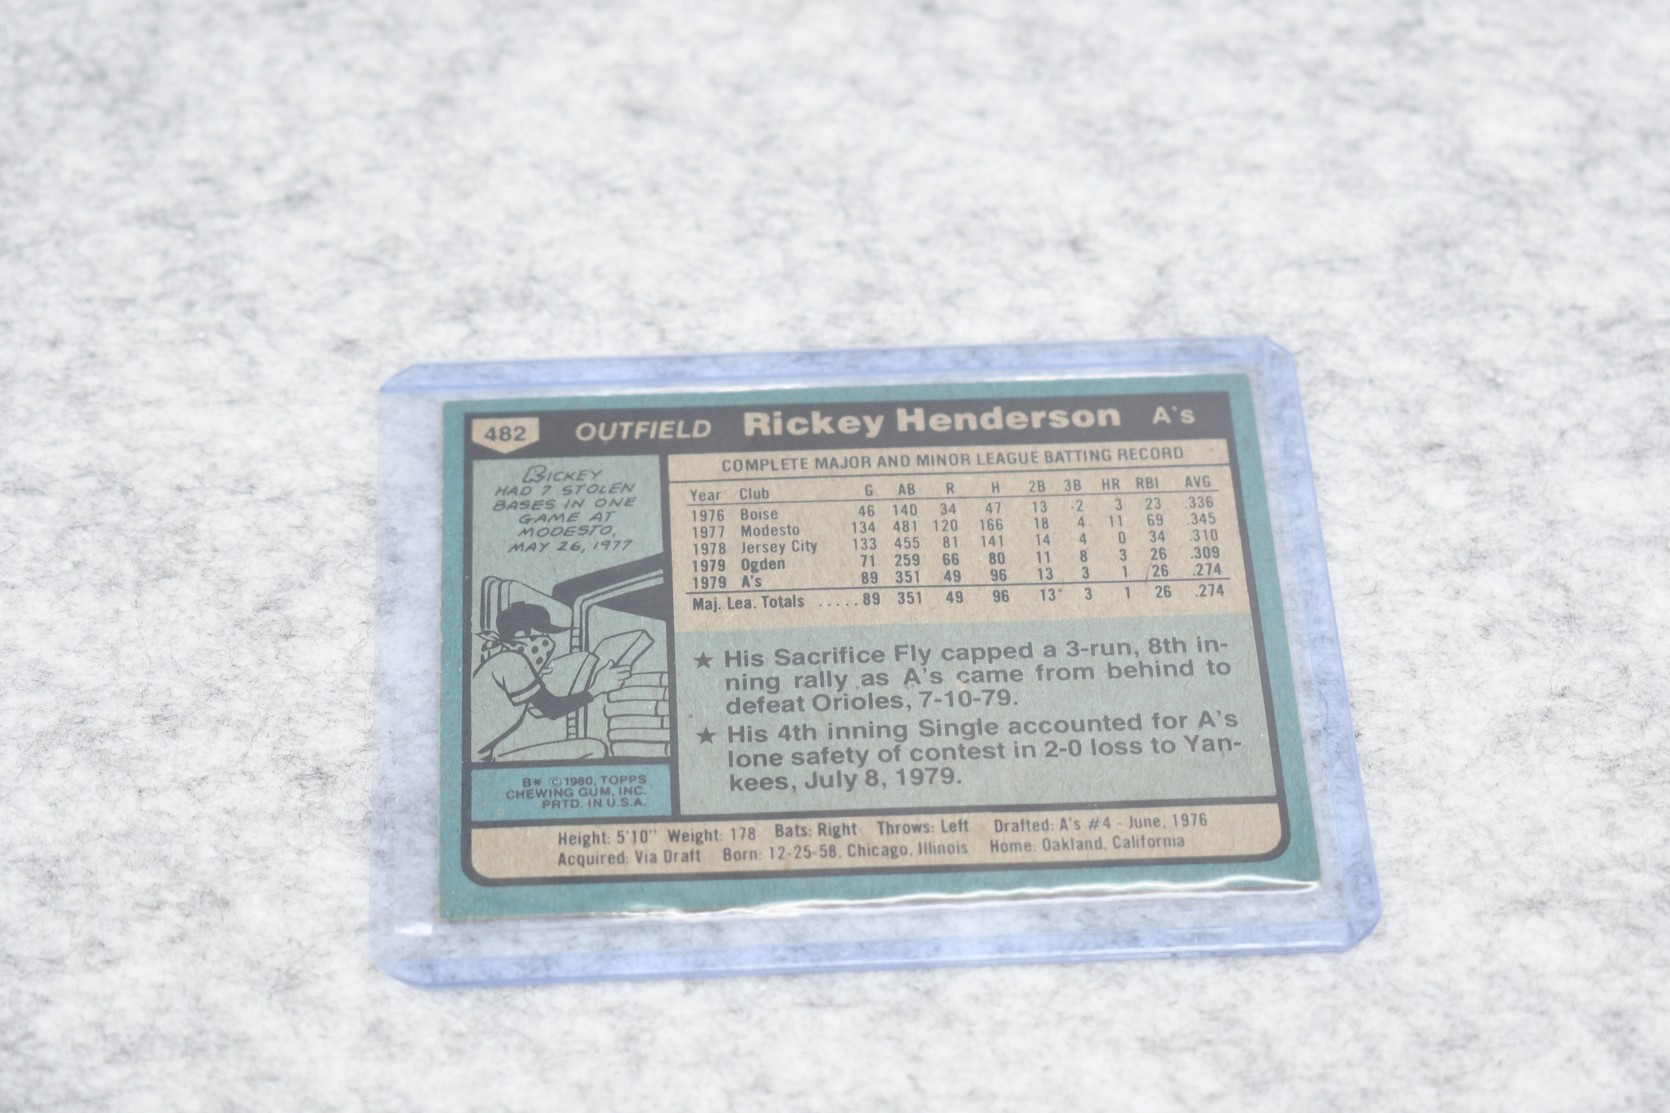 482 OUTFIELD Rickey Henderson A's
RICKEY
HAD 7 STOLEN
BASES IN ONE
GAME AT
MODESTO,
MAY 26, 1977
B* © 1980, TOPPS
CHEWING GUM, INC.
PRTD. IN U.S.A.
COMPLETE MAJOR AND MINOR LEAGUE BATTING RECORD
Year Club G AB R H 2B 3B HR RBI AVG
1976 Boise 46 140 34 47 13 2 3 23 .336
1977 Modesto 134 481 120 166 18 4 11 69 .345
1978 Jersey City 133 455 81 141 14 4 0 34 .310
1979 Ogden 71 259 66 80 11 8 3 26 .309
1979 A's 89 351 49 96 13 3 1 26 .274
Maj. Lea. Totals ..... 89 351 49 96 13 3 1 26 .274
★ His Sacrifice Fly capped a 3-run, 8th in-
ning rally as A's came from behind to
defeat Orioles, 7-10-79.
★ His 4th inning Single accounted for A's
lone safety of contest in 2-0 loss to Yan-
kees, July 8, 1979.
Height: 5'10" Weight: 178 Bats: Right Throws: Left Drafted: A's #4 - June, 1976
Acquired: Via Draft Born: 12-25-58, Chicago, Illinois Home: Oakland, California